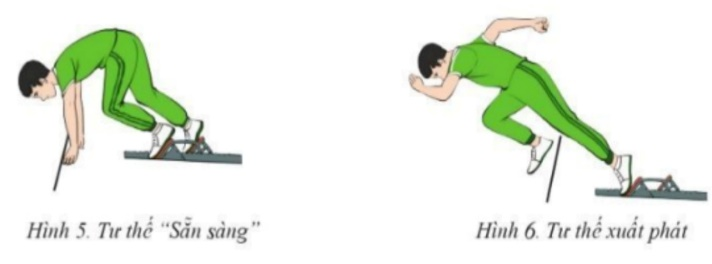 Hình 5. Tư thế “Sẵn sàng”
Hình 6. Tư thế xuất phát